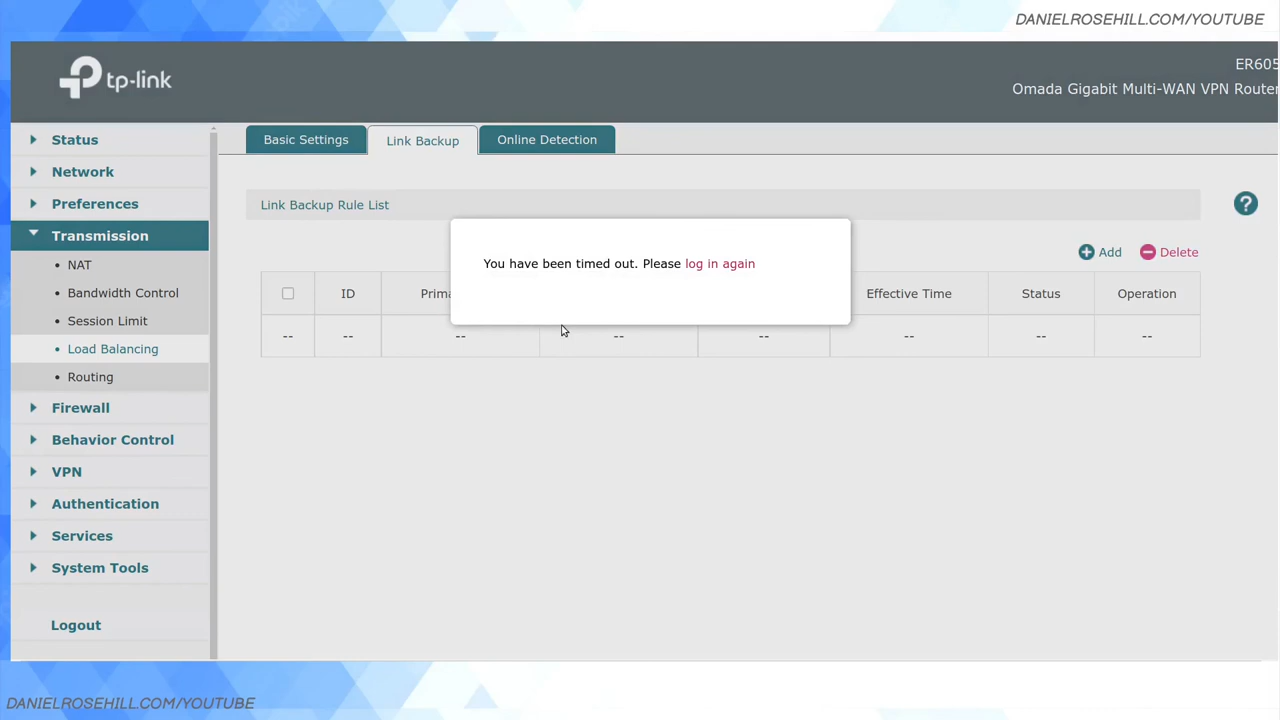 DANIELROSEHILL.COM/YOUTUBE
tp-link
ER605
Omada Gigabit Multi-WAN VPN Route
Status
Network
Preferences
Transmission
• NAT
• Bandwidth Control
• Session Limit
• Load Balancing
• Routing
Firewall
Behavior Control
VPN
Authentication
Services
System Tools
Logout
Basic Settings
Link Backup
Online Detection
Link Backup Rule List
?
You have been timed out. Please log in again
Add
Delete
ID
Prima
Effective Time
Status
Operation
-- -- -- -- -- -- -- --
DANIELROSEHILL.COM/YOUTUBE